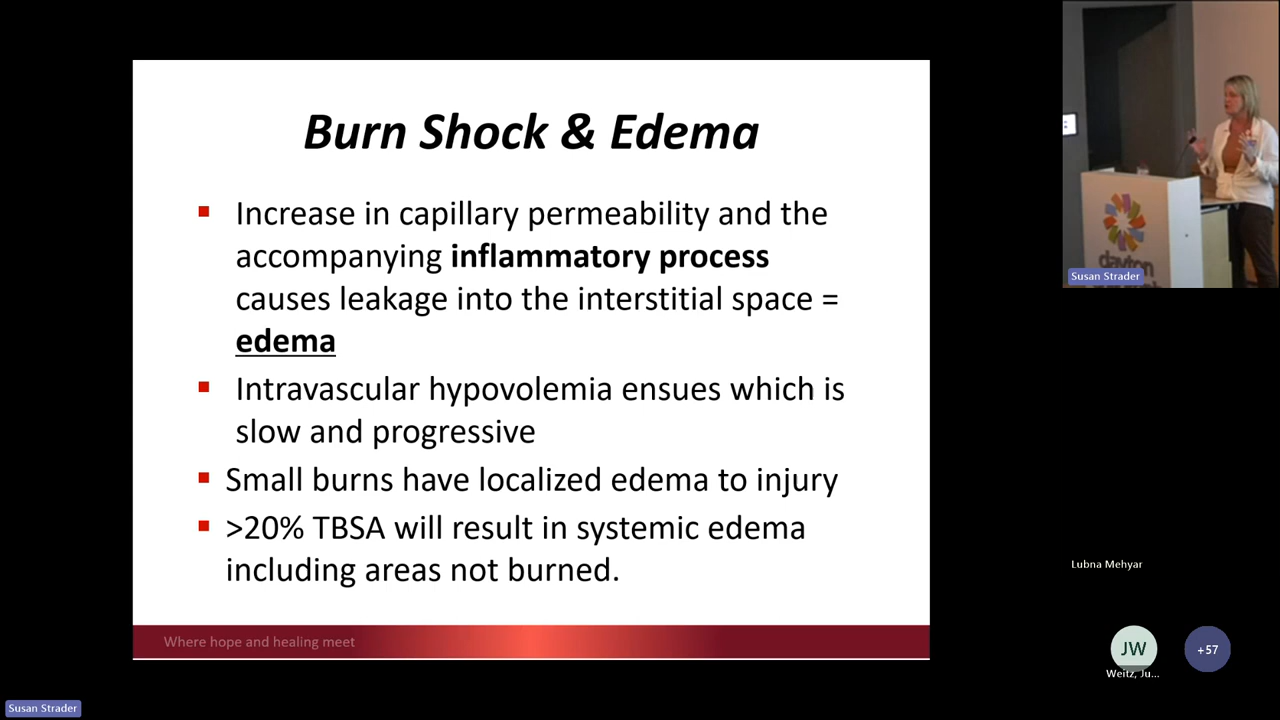 Burn Shock & Edema
Increase in capillary permeability and the
accompanying inflammatory process
causes leakage into the interstitial space =
edema
Intravascular hypovolemia ensues which is
slow and progressive
Small burns have localized edema to injury
>20% TBSA will result in systemic edema
including areas not burned.
Where hope and healing meet
dayton
Susan Strader
Lubna Mehyar
JW
+57
Weitz, Ju...
Susan Strader